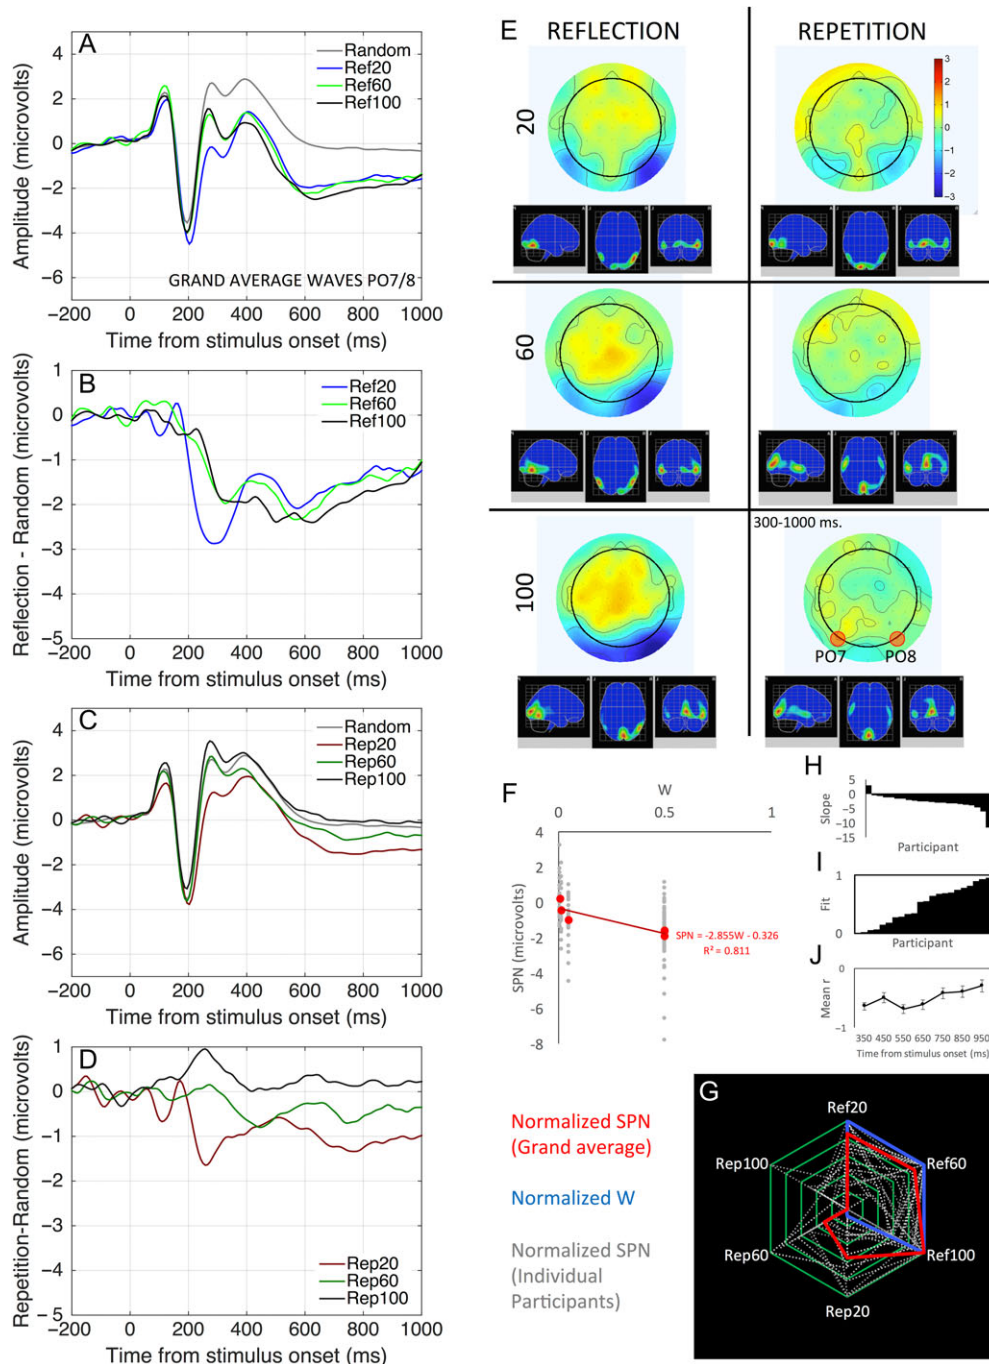 A
Random
Ref20
Ref60
Ref100
4
2
0
−2
−4
−6
Amplitude (microvolts)
GRAND AVERAGE WAVES PO7/8
−200 0 200 400 600 800 1000
Time from stimulus onset (ms)
B
Ref20
Ref60
Ref100
1
0
−1
−2
−3
−4
−5
Reflection - Random (microvolts)
−200 0 200 400 600 800 1000
Time from stimulus onset (ms)
C
Random
Rep20
Rep60
Rep100
4
2
0
−2
−4
−6
Amplitude (microvolts)
−200 0 200 400 600 800 1000
Time from stimulus onset (ms)
D
1
0
−1
−2
−3
−4
−5
Repetition-Random (microvolts)
Rep20
Rep60
Rep100
−200 0 200 400 600 800 1000
Time from stimulus onset (ms)
E
REFLECTION
REPETITION
20
3
2
1
0
−1
−2
−3
60
100
300-1000 ms.
PO7
PO8
F
W
0 0.5 1
4
2
0
-2
-4
-6
-8
SPN (microvolts)
SPN = -2.855W - 0.326
R² = 0.811
H
5
0
-5
-10
-15
Slope
Participant
I
1
0
Fit
Participant
J
0
-1
Mean r
350 450 550 650 750 850 950
Time from stimulus onset (ms)
Normalized SPN
(Grand average)
Normalized W
Normalized SPN
(Individual
Participants)
G
Ref20
Ref60
Ref100
Rep20
Rep60
Rep100